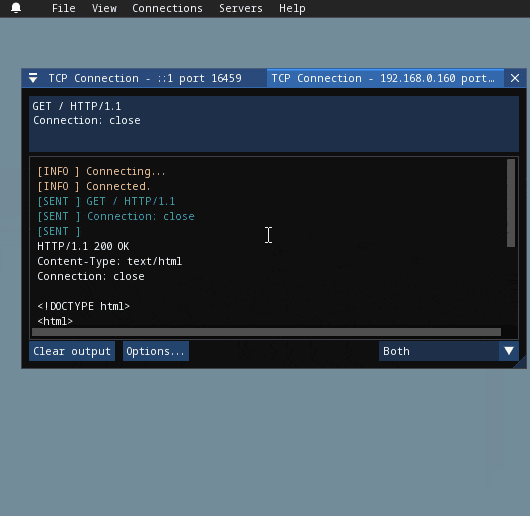 File View Connections Servers Help
TCP Connection - ::1 port 16459 TCP Connection - 192.168.0.160 port...
GET / HTTP/1.1
Connection: close
[INFO ] Connecting...
[INFO ] Connected.
[SENT ] GET / HTTP/1.1
[SENT ] Connection: close
[SENT ]
HTTP/1.1 200 OK
Content-Type: text/html
Connection: close
<!DOCTYPE html>
<html>
Clear output Options... Both